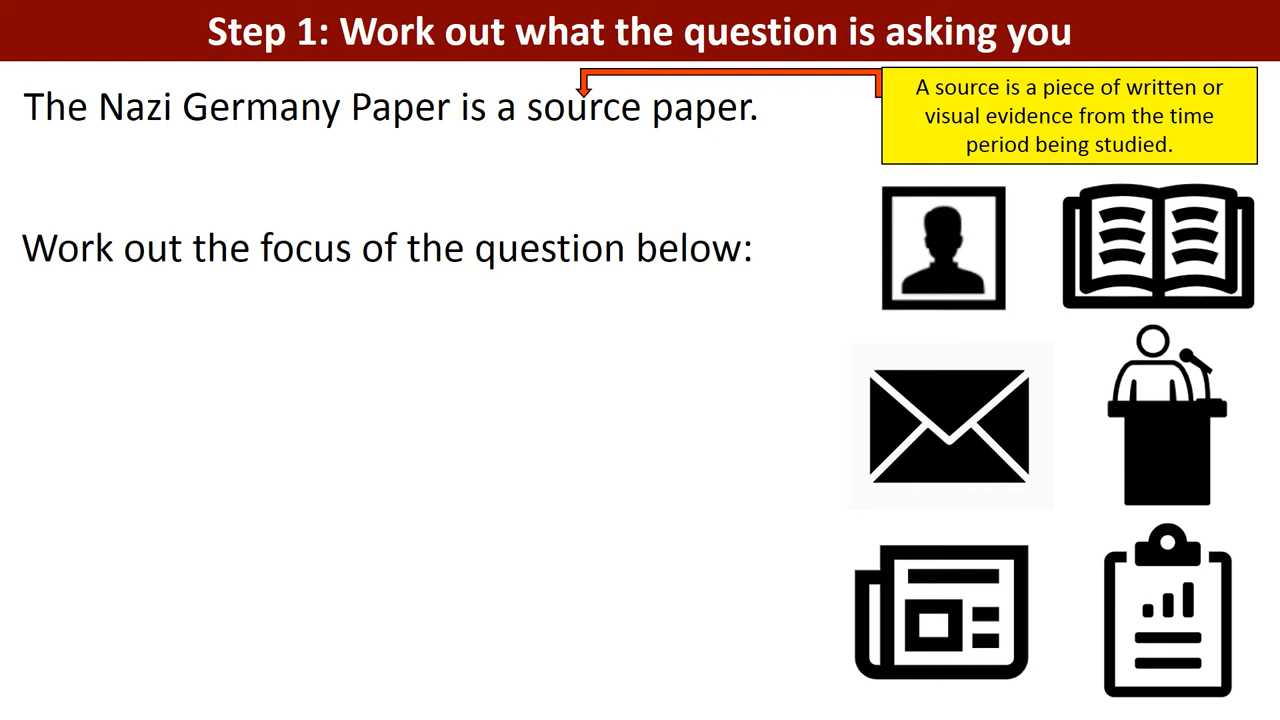 Step 1: Work out what the question is asking you
The Nazi Germany Paper is a source paper.
A source is a piece of written or
visual evidence from the time
period being studied.
Work out the focus of the question below: